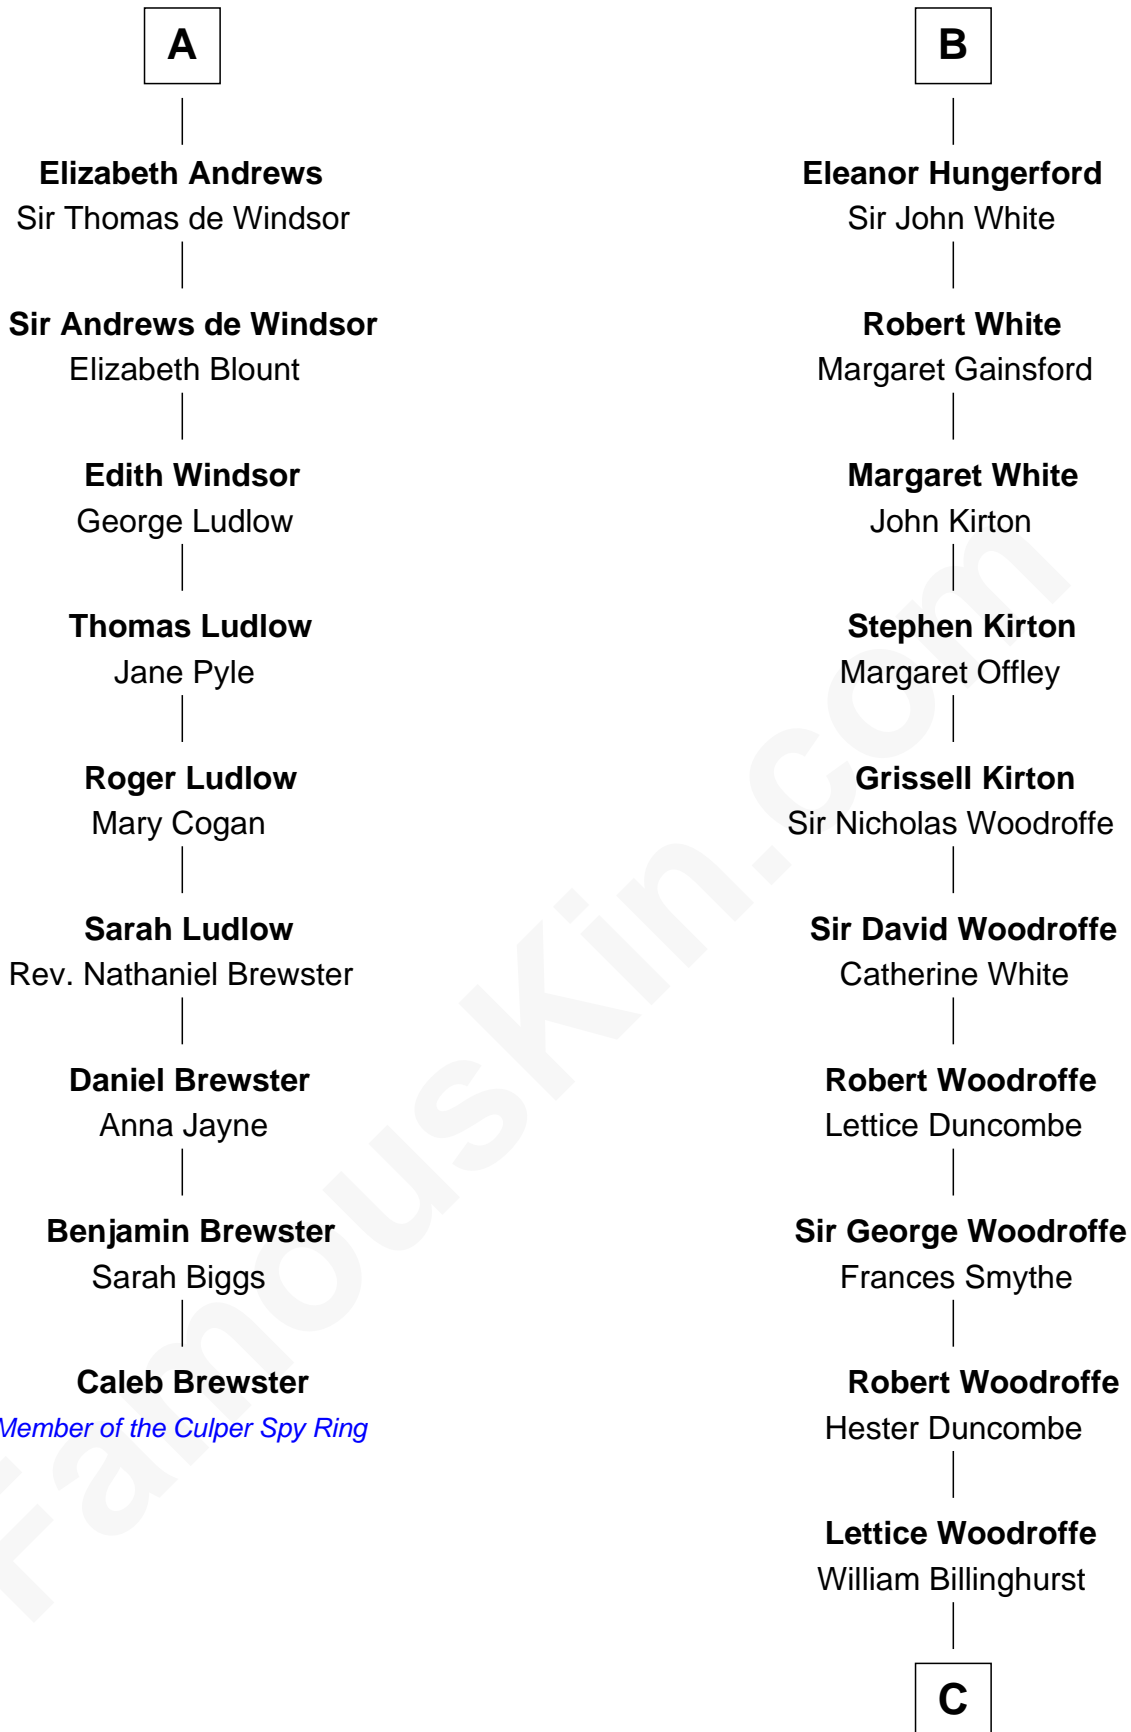 A
Elizabeth Andrews
Sir Thomas de Windsor
Sir Andrews de Windsor
Elizabeth Blount
Edith Windsor
George Ludlow
Thomas Ludlow
Jane Pyle
Roger Ludlow
Mary Cogan
Sarah Ludlow
Rev. Nathaniel Brewster
Daniel Brewster
Anna Jayne
Benjamin Brewster
Sarah Biggs
Caleb Brewster
Member of the Culper Spy Ring
B
Eleanor Hungerford
Sir John White
Robert White
Margaret Gainsford
Margaret White
John Kirton
Stephen Kirton
Margaret Offley
Grissell Kirton
Sir Nicholas Woodroffe
Sir David Woodroffe
Catherine White
Robert Woodroffe
Lettice Duncombe
Sir George Woodroffe
Frances Smythe
Robert Woodroffe
Hester Duncombe
Lettice Woodroffe
William Billinghurst
C
FamousKin.com